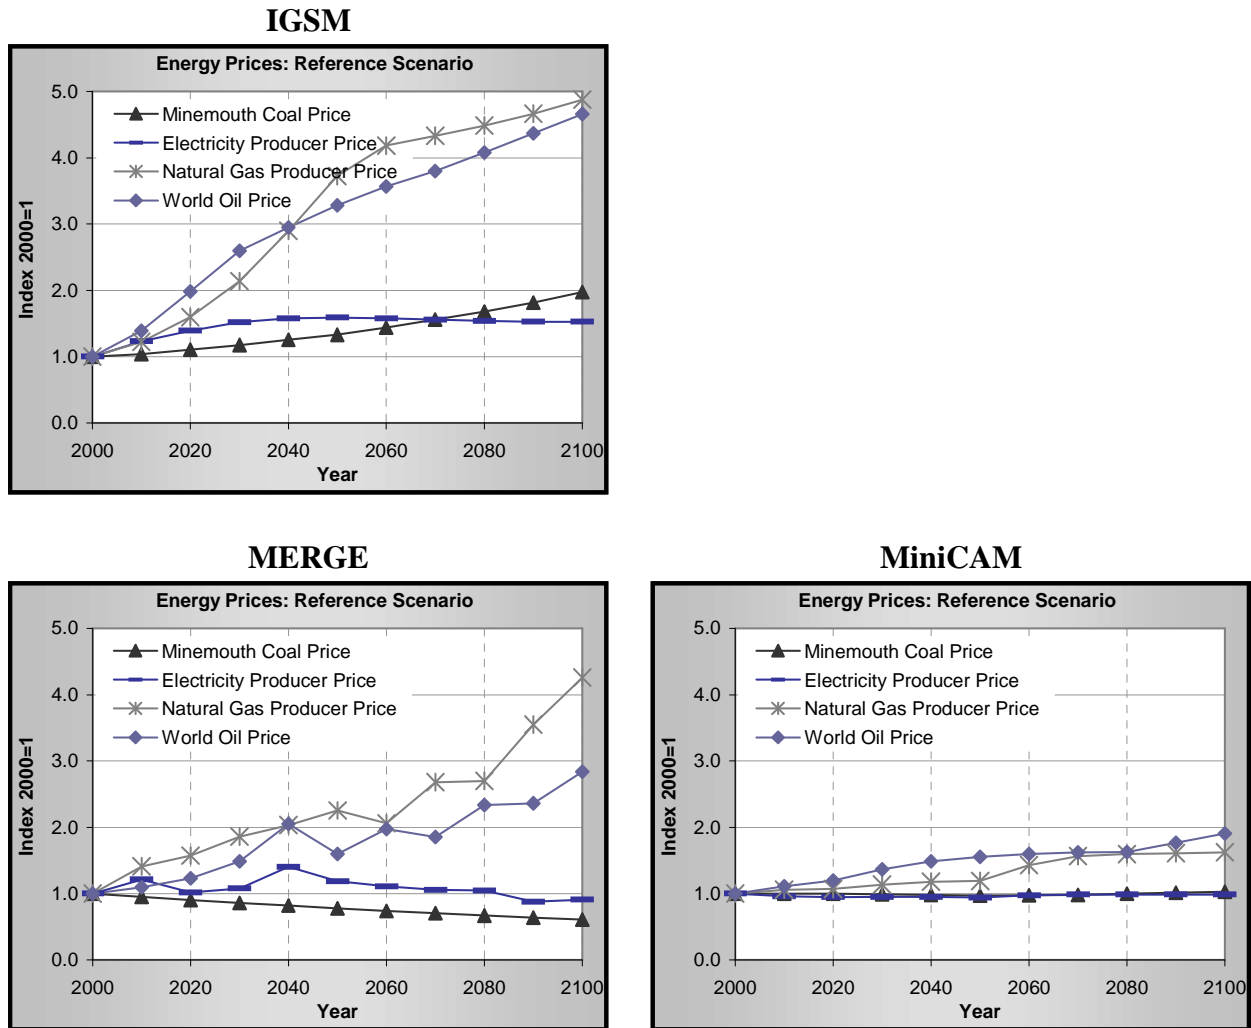 IGSM
Energy Prices: Reference Scenario
5.0
4.0
3.0
2.0
1.0
0.0
Index 2000=1
Minemouth Coal Price
Electricity Producer Price
Natural Gas Producer Price
World Oil Price
2000 2020 2040 2060 2080 2100
Year
MERGE
Energy Prices: Reference Scenario
5.0
4.0
3.0
2.0
1.0
0.0
Index 2000=1
Minemouth Coal Price
Electricity Producer Price
Natural Gas Producer Price
World Oil Price
2000 2020 2040 2060 2080 2100
Year
MiniCAM
Energy Prices: Reference Scenario
5.0
4.0
3.0
2.0
1.0
0.0
Index 2000=1
Minemouth Coal Price
Electricity Producer Price
Natural Gas Producer Price
World Oil Price
2000 2020 2040 2060 2080 2100
Year